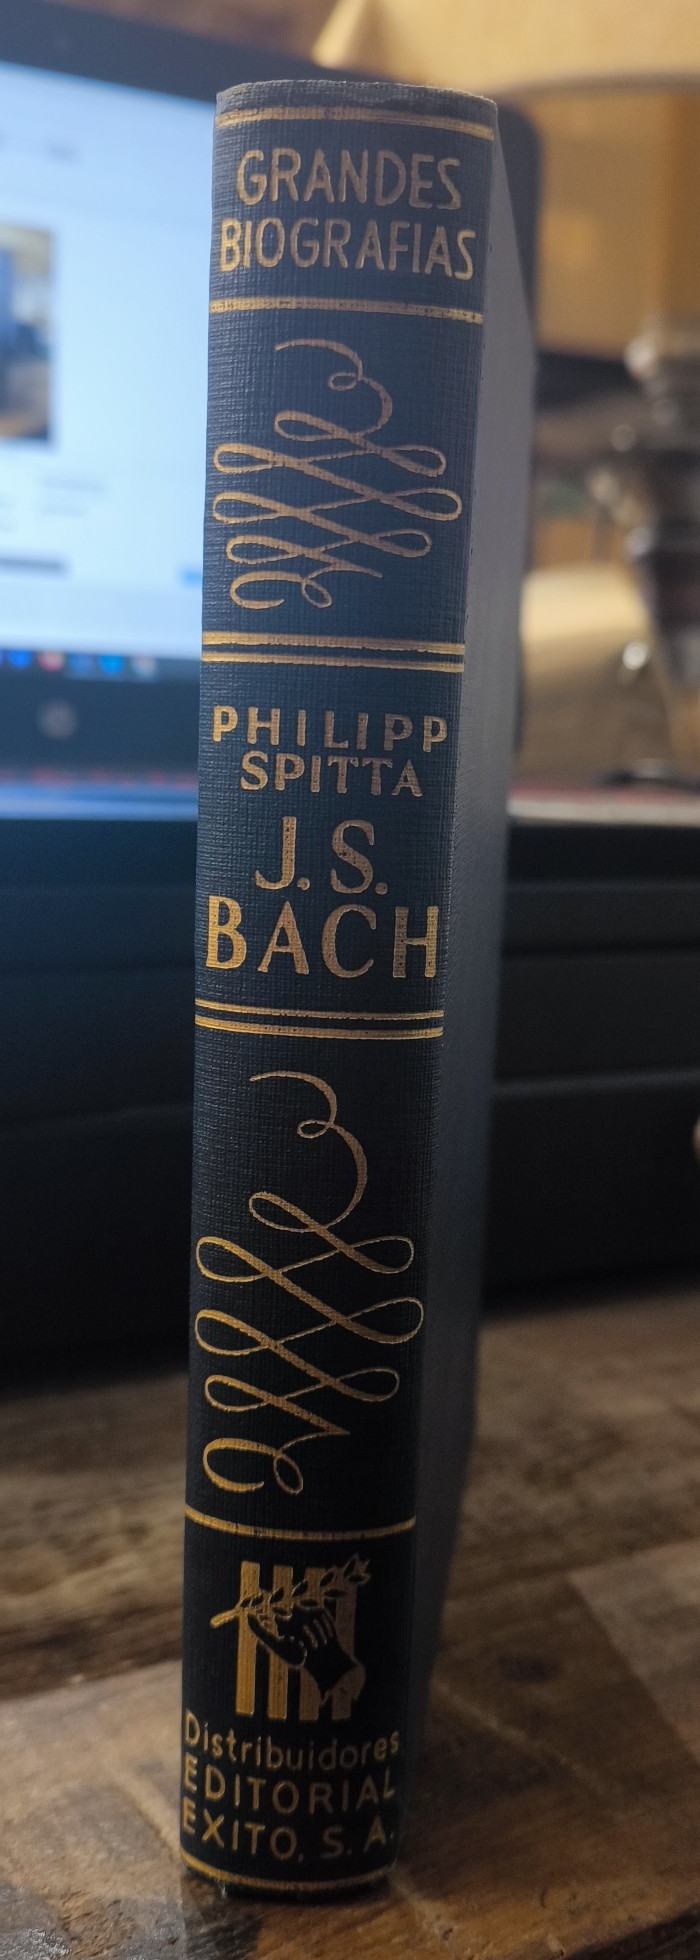 GRANDES
BIOGRAFIAS
PHILIPP
SPITTA
J. S.
BACH
Distribuidores
EDITORIAL
EXITO, S. A.